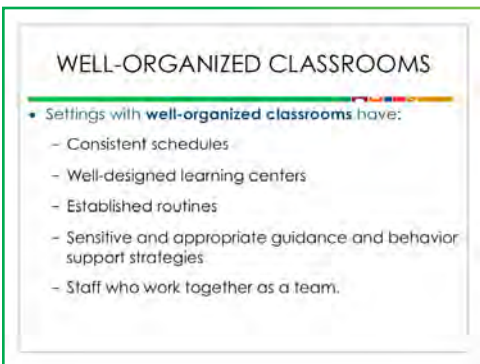 WELL-ORGANIZED CLASSROOMS
• Settings with well-organized classrooms have:
– Consistent schedules
– Well-designed learning centers
– Established routines
– Sensitive and appropriate guidance and behavior
support strategies
– Staff who work together as a team.